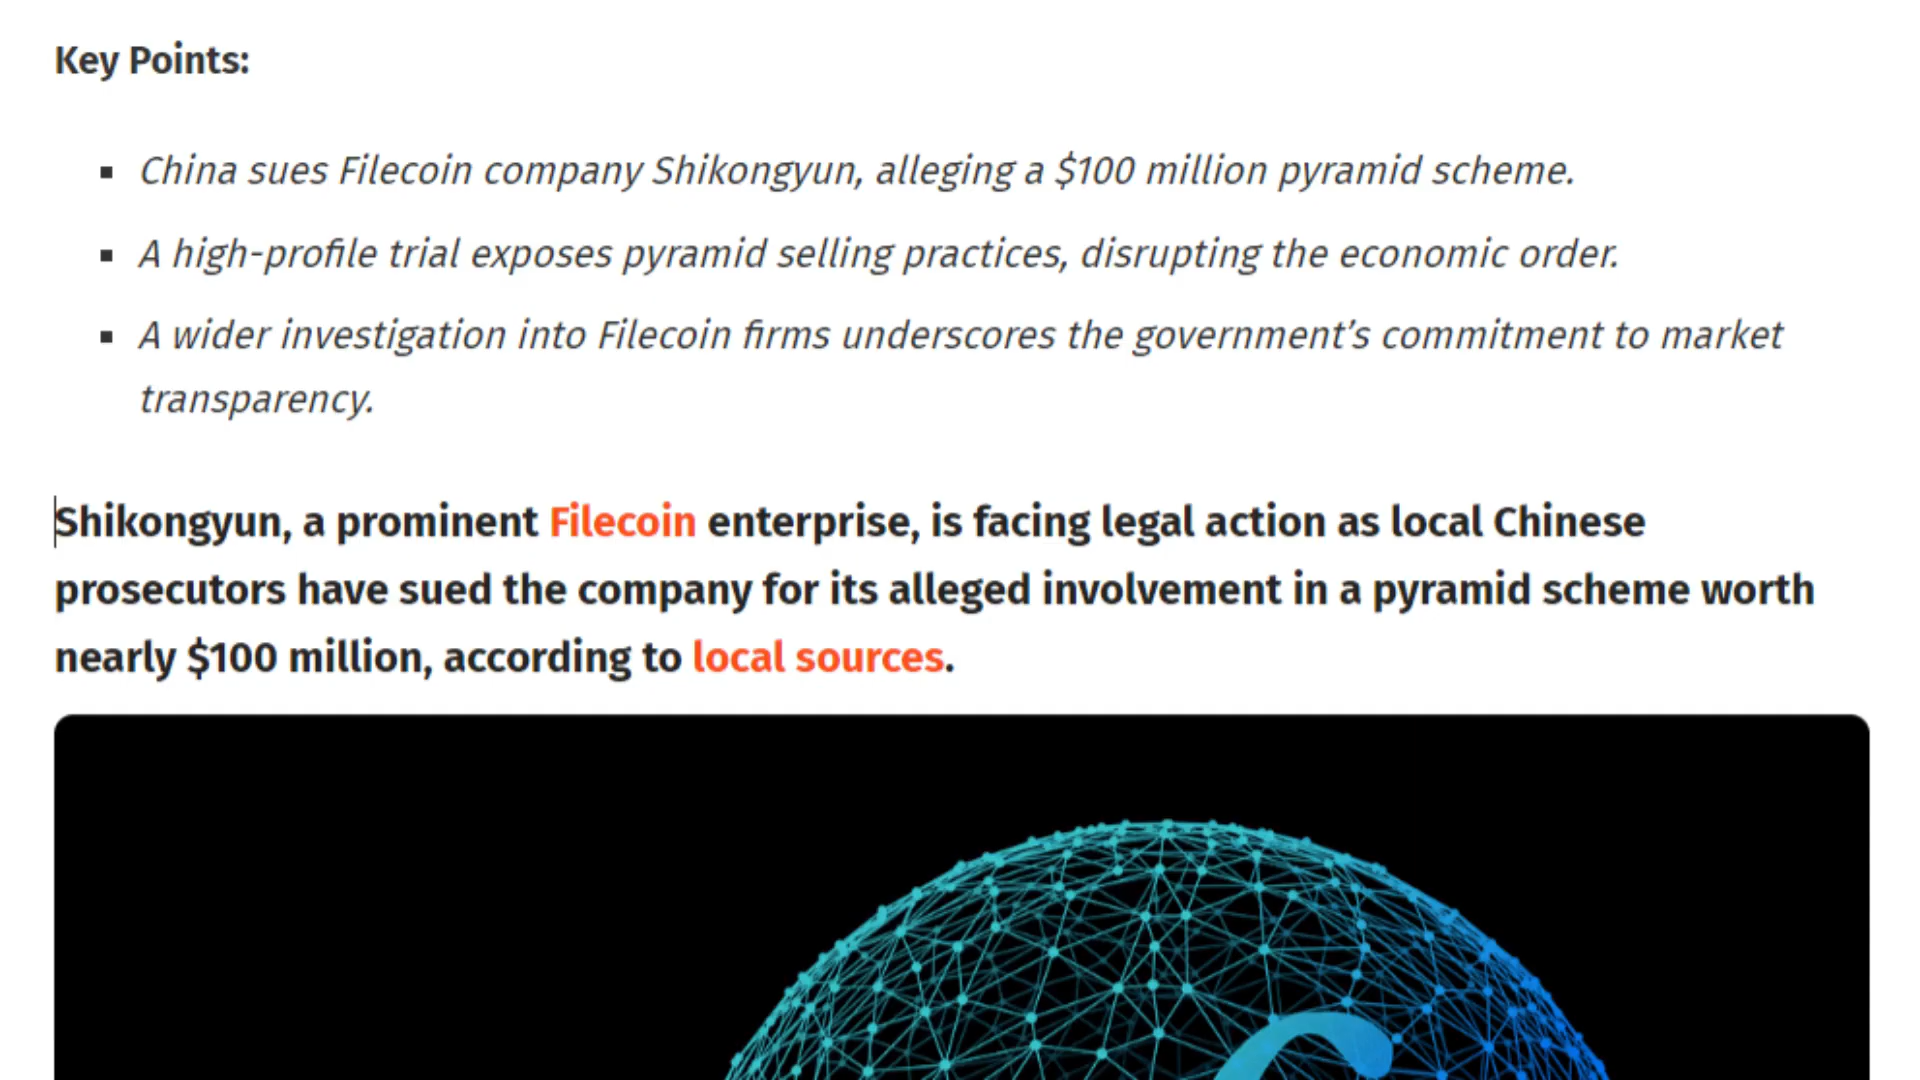 Key Points:
China sues Filecoin company Shikongyun, alleging a $100 million pyramid scheme.
A high-profile trial exposes pyramid selling practices, disrupting the economic order.
A wider investigation into Filecoin firms underscores the government’s commitment to market
transparency.
Shikongyun, a prominent Filecoin enterprise, is facing legal action as local Chinese
prosecutors have sued the company for its alleged involvement in a pyramid scheme worth
nearly $100 million, according to local sources.